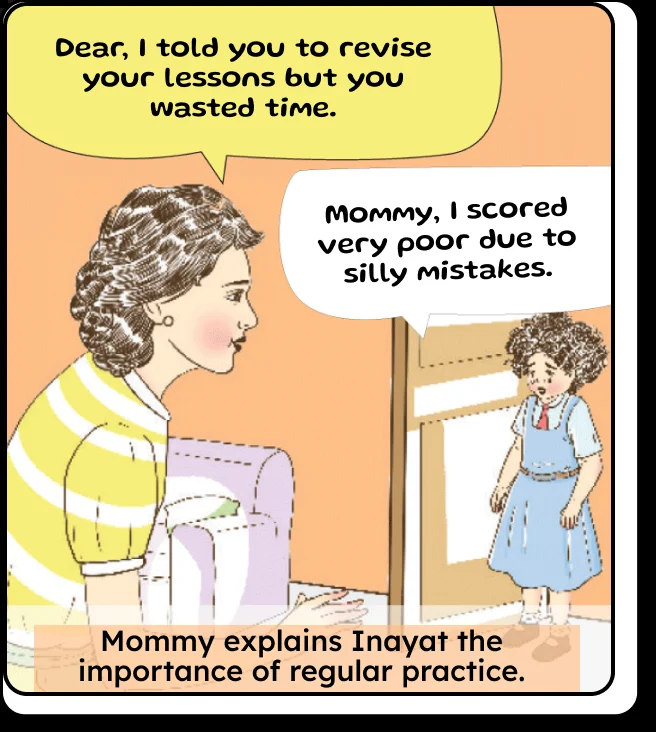 Dear, I told you to revise
your lessons but you
wasted time.
Mommy, I scored
very poor due to
silly mistakes.
Mommy explains Inayat the
importance of regular practice.